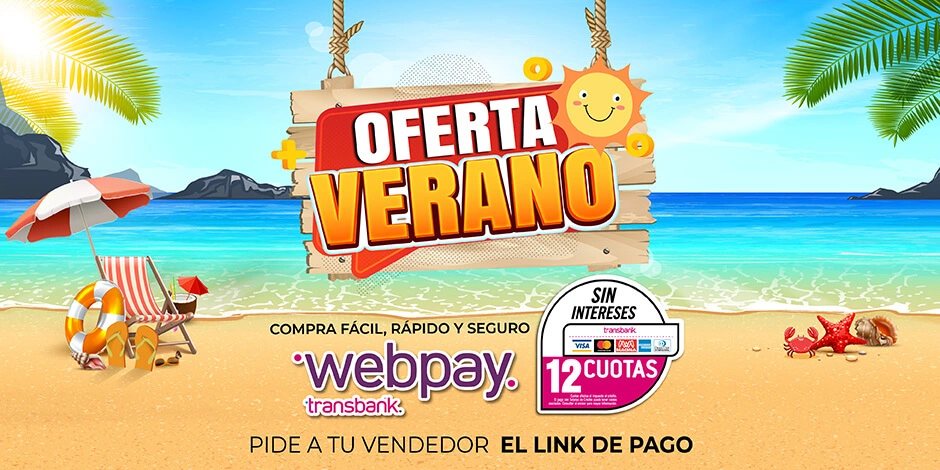 OFERTA
VERANO
COMPRA FÁCIL, RÁPIDO Y SEGURO
webpay.
transbank.
SIN
INTERESES
transbank.
VISA
12 CUOTAS
PIDE A TU VENDEDOR EL LINK DE PAGO